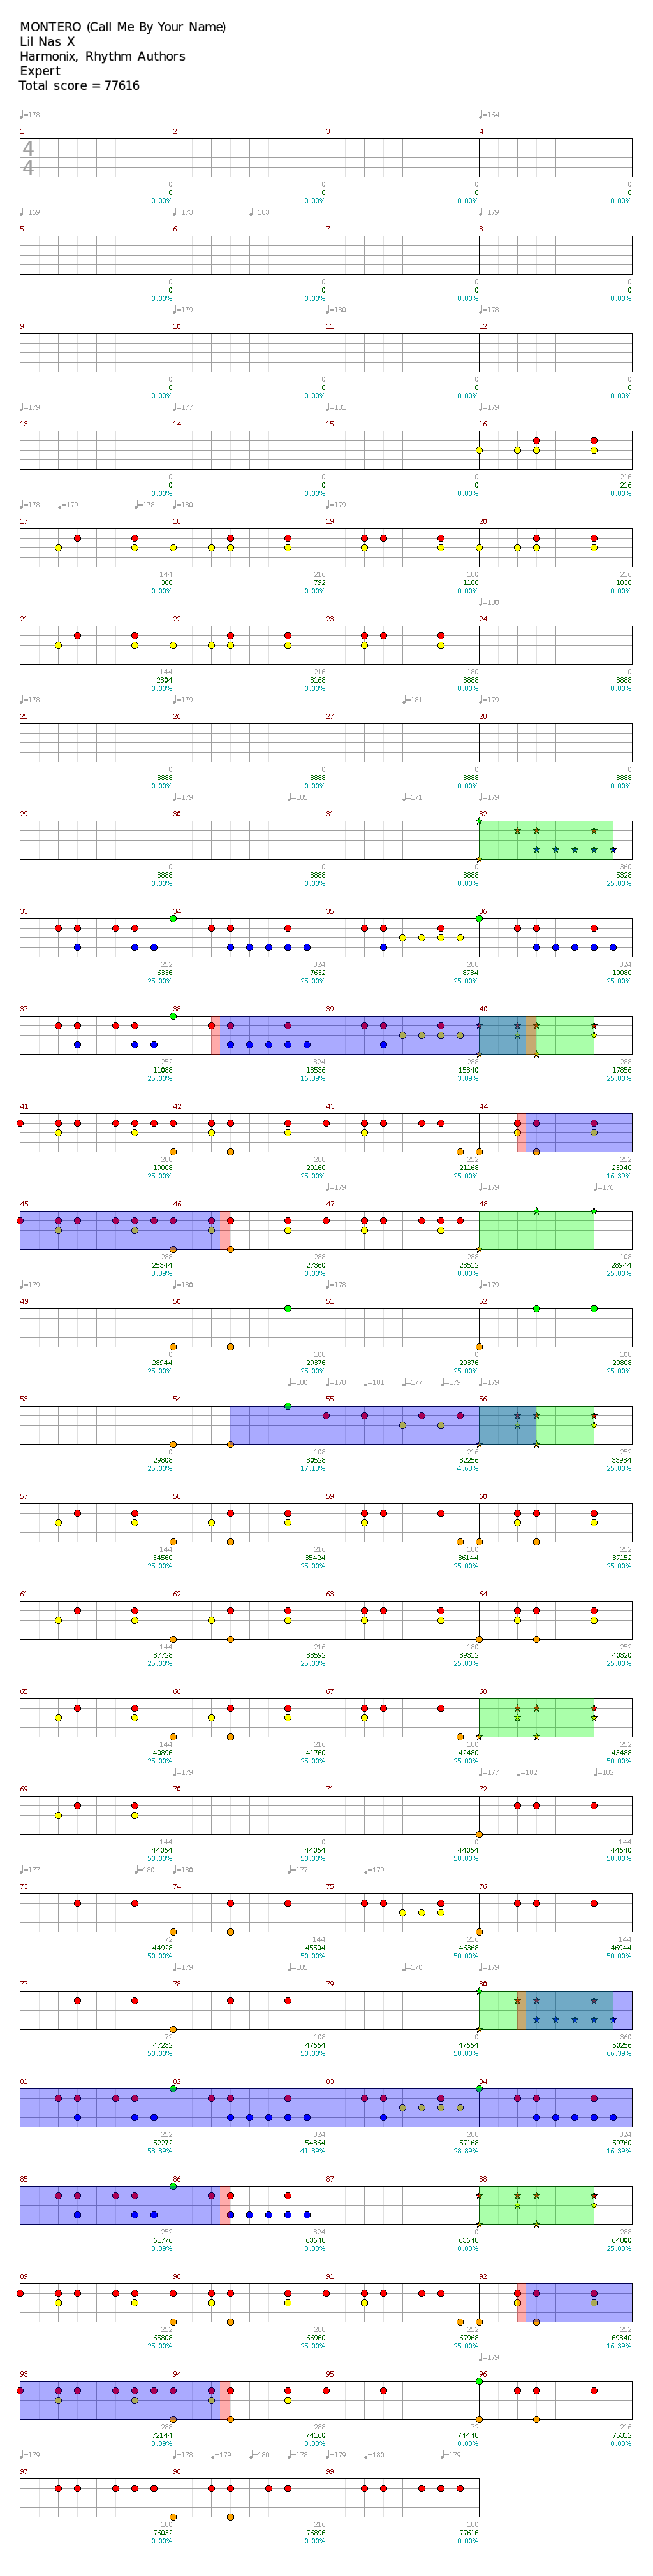 MONTERO (Call Me By Your Name)
Lil Nas X
Harmonix, Rhythm Authors
Expert
Total score = 77616
♩=178 ♩=164
1 2 3 4
4
4
0 0 0 0
0 0 0 0
0.00% 0.00% 0.00% 0.00%
♩=169 ♩=173 ♩=183 ♩=179
5 6 7 8
0 0 0 0
0 0 0 0
0.00% 0.00% 0.00% 0.00%
♩=179 ♩=180 ♩=178
9 10 11 12
0 0 0 0
0 0 0 0
0.00% 0.00% 0.00% 0.00%
♩=179 ♩=177 ♩=181 ♩=179
13 14 15 16
0 0 0 216
0 0 0 216
0.00% 0.00% 0.00% 0.00%
♩=178 ♩=179 ♩=178 ♩=180 ♩=179
17 18 19 20
144 216 180 216
360 792 1188 1836
0.00% 0.00% 0.00% 0.00%
♩=180
21 22 23 24
144 216 180 0
2304 3168 3888 3888
0.00% 0.00% 0.00% 0.00%
♩=178 ♩=179 ♩=181 ♩=179
25 26 27 28
0 0 0 0
3888 3888 3888 3888
0.00% 0.00% 0.00% 0.00%
♩=179 ♩=185 ♩=171 ♩=179
29 30 31 32
0 0 0 360
3888 3888 3888 5328
0.00% 0.00% 0.00% 25.00%
33 34 35 36
252 324 288 324
6336 7632 8784 10080
25.00% 25.00% 25.00% 25.00%
37 38 39 40
252 324 288 288
11088 13536 15840 17856
25.00% 16.39% 3.89% 25.00%
41 42 43 44
288 288 252 252
19008 20160 21168 23040
25.00% 25.00% 25.00% 16.39%
♩=179 ♩=179 ♩=176
45 46 47 48
288 288 288 108
25344 27360 28512 28944
3.89% 0.00% 0.00% 25.00%
♩=179 ♩=180 ♩=178 ♩=179
49 50 51 52
0 108 0 108
28944 29376 29376 29808
25.00% 25.00% 25.00% 25.00%
♩=180 ♩=178 ♩=181 ♩=177 ♩=179 ♩=179
53 54 55 56
0 108 216 252
29808 30528 32256 33984
25.00% 17.18% 4.68% 25.00%
57 58 59 60
144 216 180 252
34560 35424 36144 37152
25.00% 25.00% 25.00% 25.00%
61 62 63 64
144 216 180 252
37728 38592 39312 40320
25.00% 25.00% 25.00% 25.00%
65 66 67 68
144 216 180 252
40896 41760 42480 43488
25.00% 25.00% 25.00% 50.00%
♩=179 ♩=177 ♩=182 ♩=182
69 70 71 72
144 0 0 144
44064 44064 44064 44640
50.00% 50.00% 50.00% 50.00%
♩=177 ♩=180 ♩=180 ♩=177 ♩=179
73 74 75 76
72 144 216 144
44928 45504 46368 46944
50.00% 50.00% 50.00% 50.00%
♩=179 ♩=185 ♩=170 ♩=179
77 78 79 80
72 108 0 360
47232 47664 47664 50256
50.00% 50.00% 50.00% 66.39%
81 82 83 84
252 324 288 324
52272 54864 57168 59760
53.89% 41.39% 28.89% 16.39%
85 86 87 88
252 324 0 288
61776 63648 63648 64800
3.89% 0.00% 0.00% 25.00%
89 90 91 92
252 288 252 252
65808 66960 67968 69840
25.00% 25.00% 25.00% 16.39%
♩=179
93 94 95 96
288 288 72 216
72144 74160 74448 75312
3.89% 0.00% 0.00% 0.00%
♩=179 ♩=178 ♩=179 ♩=180 ♩=178 ♩=179 ♩=180 ♩=179
97 98 99
180 216 180
76032 76896 77616
0.00% 0.00% 0.00%